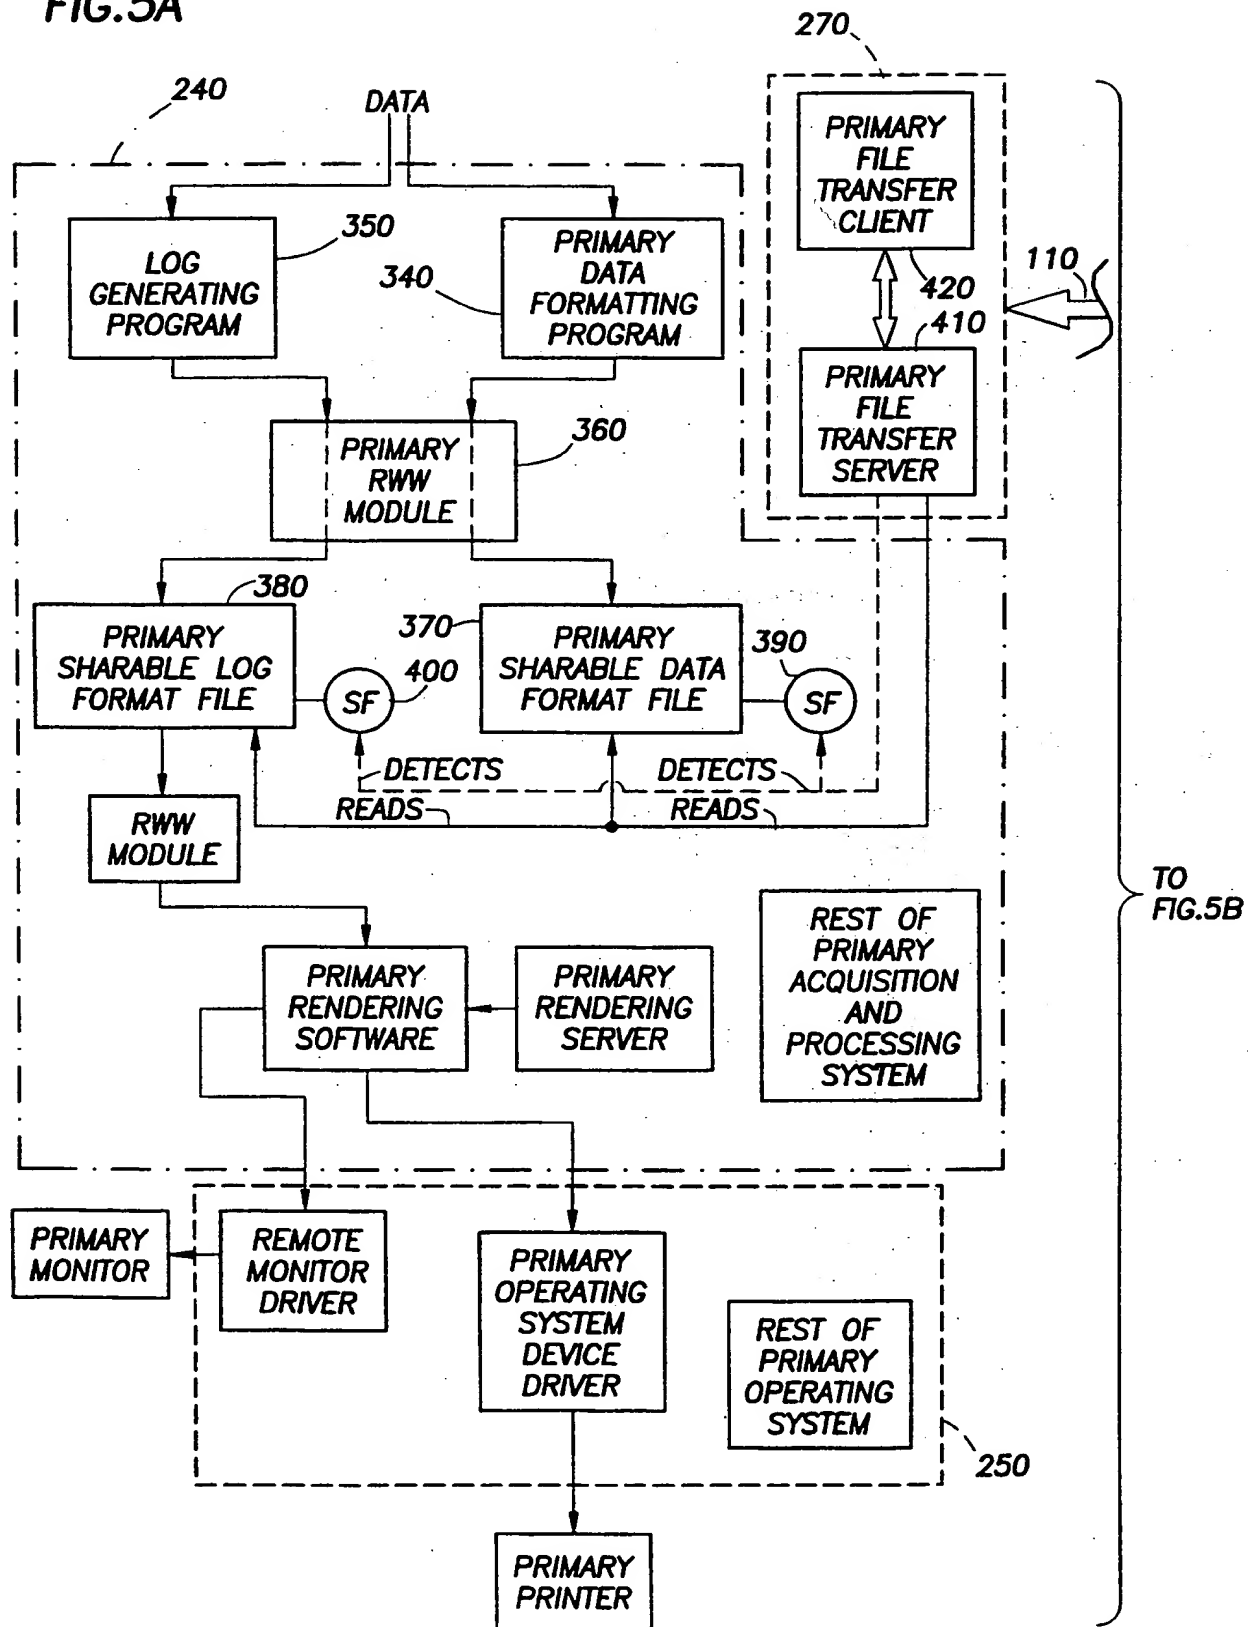 FIG.5A
270
240
DATA
PRIMARY
FILE
TRANSFER
CLIENT
350
LOG
GENERATING
PROGRAM
340
PRIMARY
DATA
FORMATTING
PROGRAM
110
420
410
PRIMARY
FILE
TRANSFER
SERVER
360
PRIMARY
RWW
MODULE
380
PRIMARY
SHARABLE LOG
FORMAT FILE
SF
400
370
PRIMARY
SHARABLE DATA
FORMAT FILE
390
SF
DETECTS
DETECTS
READS
READS
RWW
MODULE
TO
FIG.5B
REST OF
PRIMARY
ACQUISITION
AND
PROCESSING
SYSTEM
PRIMARY
RENDERING
SOFTWARE
PRIMARY
RENDERING
SERVER
PRIMARY
MONITOR
REMOTE
MONITOR
DRIVER
PRIMARY
OPERATING
SYSTEM
DEVICE
DRIVER
REST OF
PRIMARY
OPERATING
SYSTEM
250
PRIMARY
PRINTER